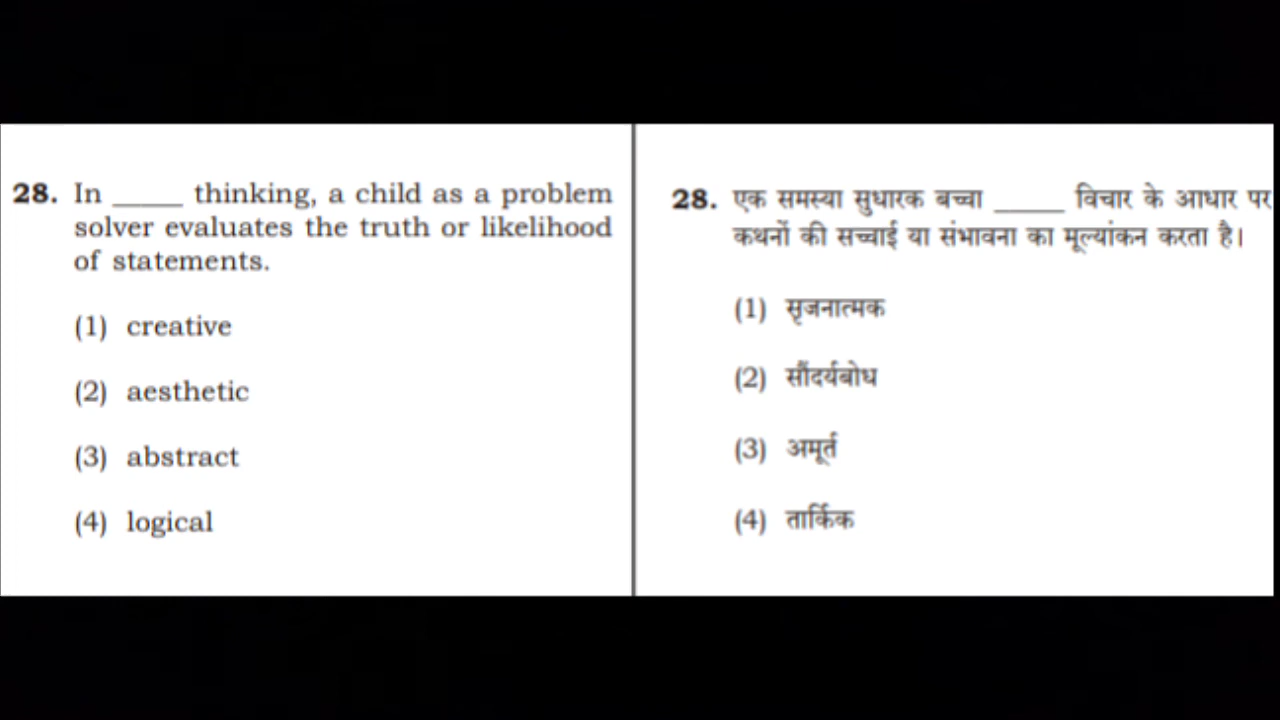 28. In _____ thinking, a child as a problem
solver evaluates the truth or likelihood
of statements.
(1) creative
(2) aesthetic
(3) abstract
(4) logical
28. एक समस्या सुधारक बच्चा _____ विचार के आधार पर
कथनों की सच्चाई या संभावना का मूल्यांकन करता है।
(1) सृजनात्मक
(2) सौंदर्यबोध
(3) अमूर्त
(4) तार्किक